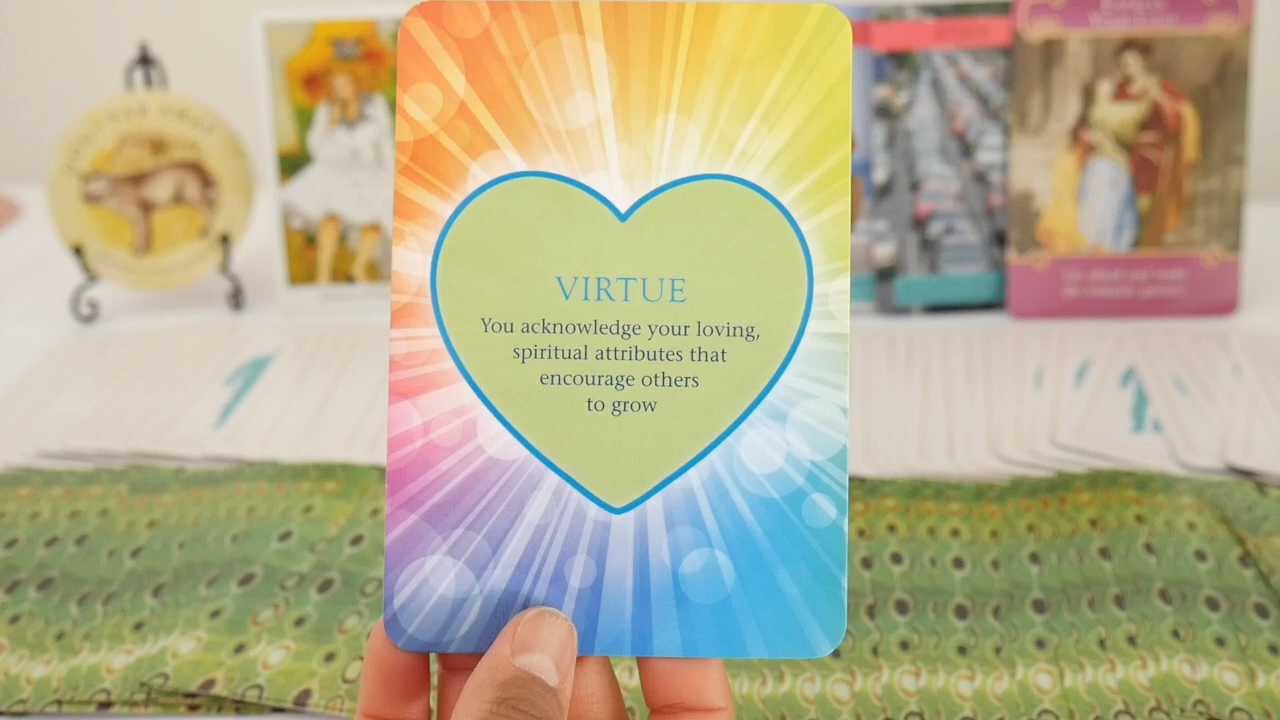 VIRTUE
You acknowledge your loving,
spiritual attributes that
encourage others
to grow